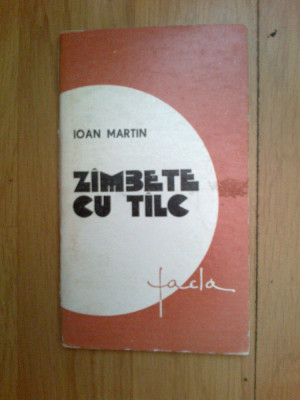 IOAN MARTIN
ZÎMBETE
CU TÎLC
facla